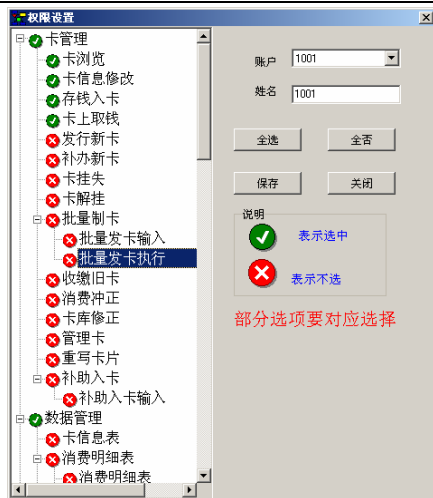 权限设置
卡管理
卡浏览
卡信息修改
存钱入卡
卡上取钱
发行新卡
补办新卡
卡挂失
卡解挂
批量制卡
批量发卡输入
批量发卡执行
收缴旧卡
消费冲正
卡库修正
管理卡
重写卡片
补助入卡
补助入卡输入
数据管理
卡信息表
消费明细表
消费明细表
账户 1001
姓名 1001
全选 全否
保存 关闭
说明
表示选中
表示不选
部分选项要对应选择